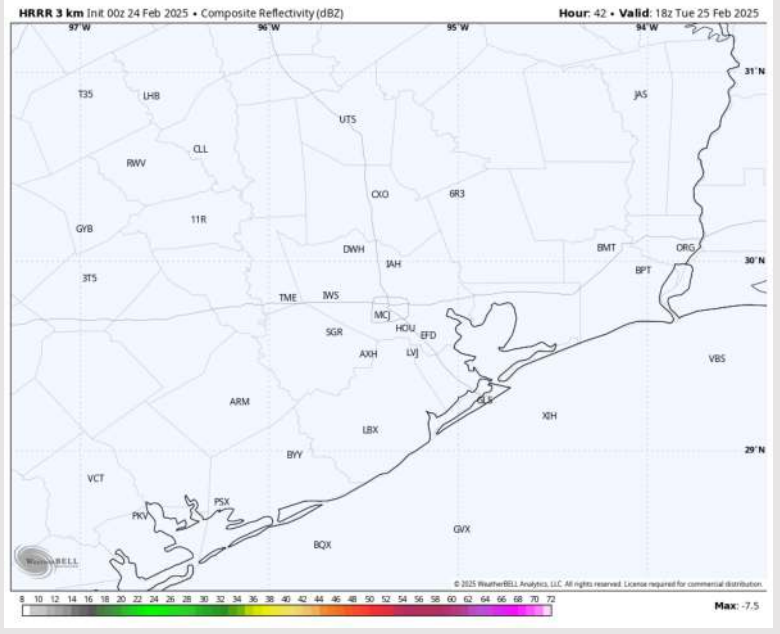 HRRR 3 km Init 00z 24 Feb 2025 • Composite Reflectivity (dBZ) Hour: 42 • Valid: 18z Tue 25 Feb 2025
97°W 96°W 95°W 94°W
31°N
T35 LHB JAS
UTS
CLL
RWV
CXO 6R3
11R
GYB
DWH BMT ORG
IAH 30°N
3T5 BPT
TME IWS
MCJ
SGR HOU EFD
AXH LVJ VBS
ARM GLS
XIH
LBX
BYY 29°N
VCT
PSX
PKV
GVX
BQX
WeatherBELL
© 2025 WeatherBELL Analytics, LLC. All rights reserved. License required for commercial distribution.
8 10 12 14 16 18 20 22 24 26 28 30 32 34 36 38 40 42 44 46 48 50 52 54 56 58 60 62 64 66 68 70 72
Max: -7.5